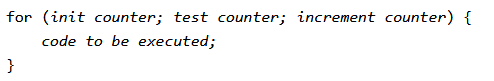 for (init counter; test counter; increment counter) {
    code to be executed;
}